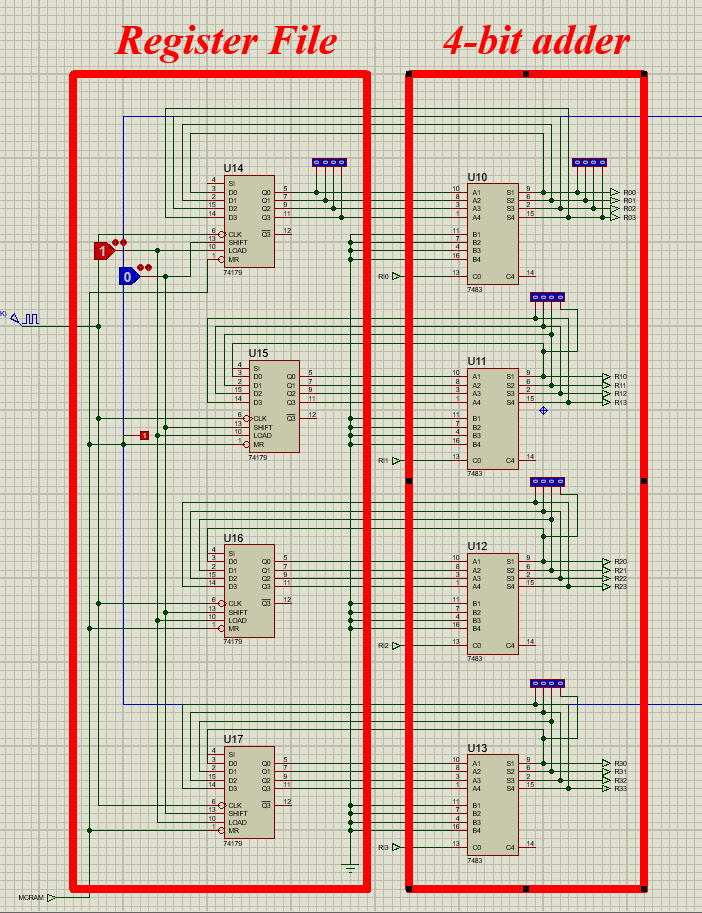 Register File
4-bit adder
U14
4 SI
3 D0 Q0 5
2 D1 Q1 7
15 D2 Q2 9
14 D3 Q3 11
6 CLK Q3 12
13 SHIFT
10 LOAD
1 MR
74179
1
0
U10
10 A1 S1 9
8 A2 S2 6
3 A3 S3 2
1 A4 S4 15
11 B1
7 B2
4 B3
16 B4
13 C0 C4 14
7483
R00
R01
R02
R03
RI0
K)
U15
4 SI
3 D0 Q0 5
2 D1 Q1 7
15 D2 Q2 9
14 D3 Q3 11
6 CLK Q3 12
13 SHIFT
10 LOAD
1 MR
74179
1
U11
10 A1 S1 9
8 A2 S2 6
3 A3 S3 2
1 A4 S4 15
11 B1
7 B2
4 B3
16 B4
13 C0 C4 14
7483
R10
R11
R12
R13
RI1
U16
4 SI
3 D0 Q0 5
2 D1 Q1 7
15 D2 Q2 9
14 D3 Q3 11
6 CLK Q3 12
13 SHIFT
10 LOAD
1 MR
74179
U12
10 A1 S1 9
8 A2 S2 6
3 A3 S3 2
1 A4 S4 15
11 B1
7 B2
4 B3
16 B4
13 C0 C4 14
7483
R20
R21
R22
R23
RI2
U17
4 SI
3 D0 Q0 5
2 D1 Q1 7
15 D2 Q2 9
14 D3 Q3 11
6 CLK Q3 12
13 SHIFT
10 LOAD
1 MR
74179
U13
10 A1 S1 9
8 A2 S2 6
3 A3 S3 2
1 A4 S4 15
11 B1
7 B2
4 B3
16 B4
13 C0 C4 14
7483
R30
R31
R32
R33
RI3
MCRAM